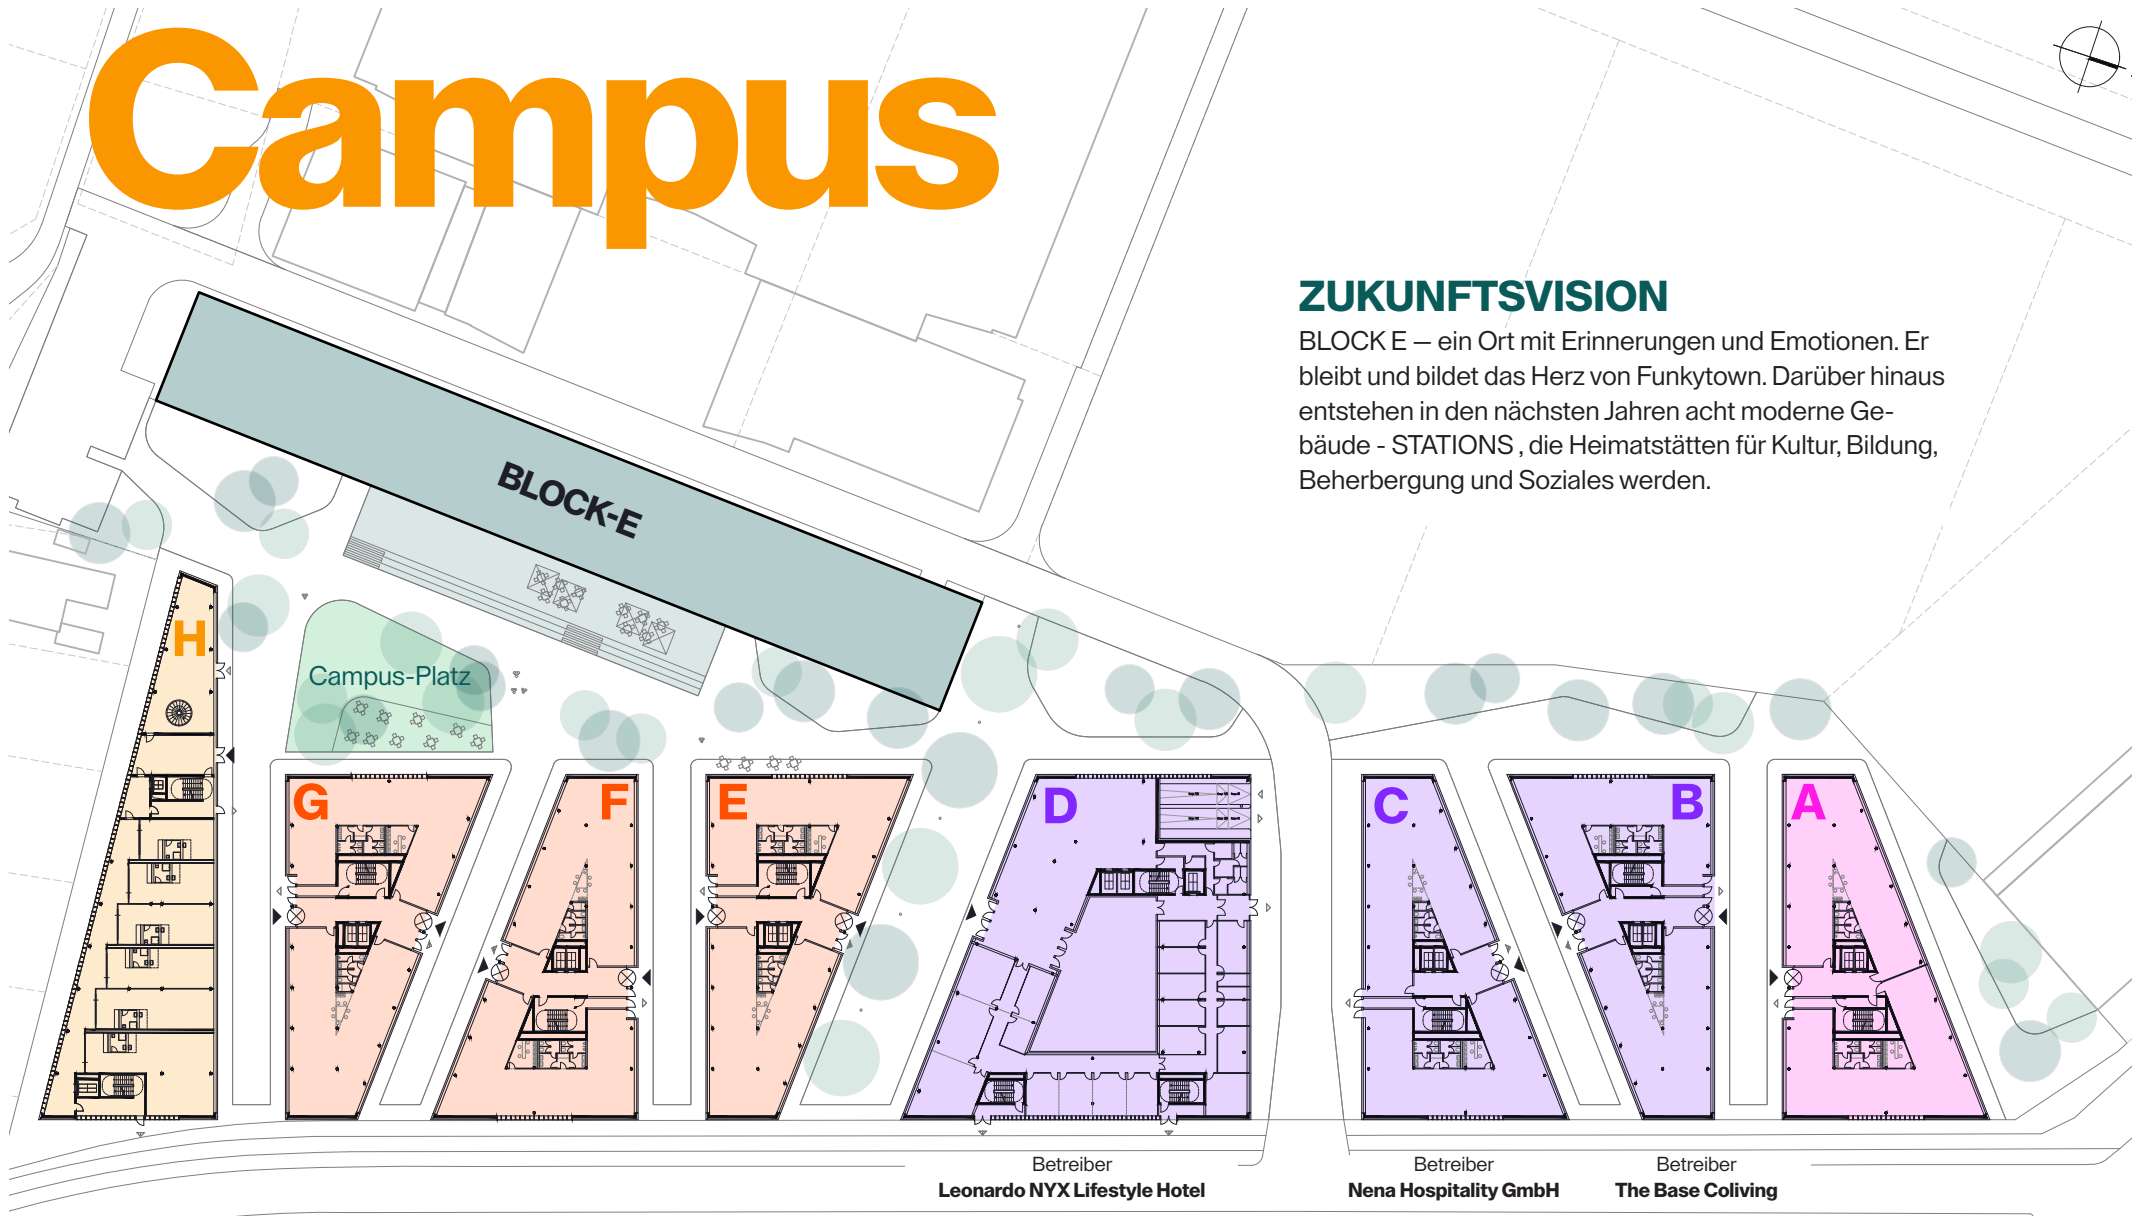 Campus
ZUKUNFTSVISION
BLOCK E — ein Ort mit Erinnerungen und Emotionen. Er
bleibt und bildet das Herz von Funkytown. Darüber hinaus
entstehen in den nächsten Jahren acht moderne Ge-
bäude - STATIONS , die Heimatstätten für Kultur, Bildung,
Beherbergung und Soziales werden.
BLOCK-E
H
Campus-Platz
G
F
E
D
C
B
A
Betreiber
Leonardo NYX Lifestyle Hotel
Betreiber
Nena Hospitality GmbH
Betreiber
The Base Coliving